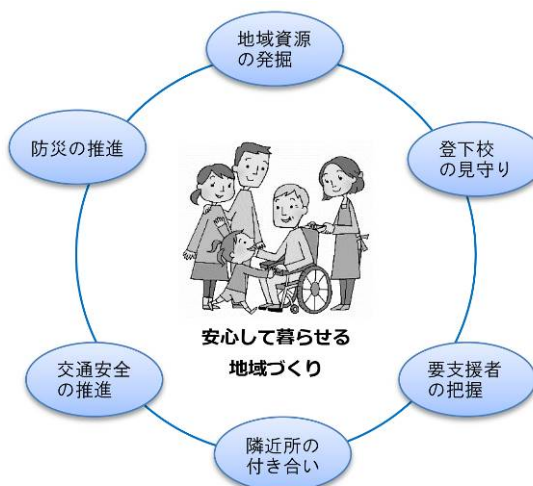 地域資源
の発掘
登下校
の見守り
要支援者
の把握
隣近所の
付き合い
交通安全
の推進
防災の推進
安心して暮らせる
地域づくり